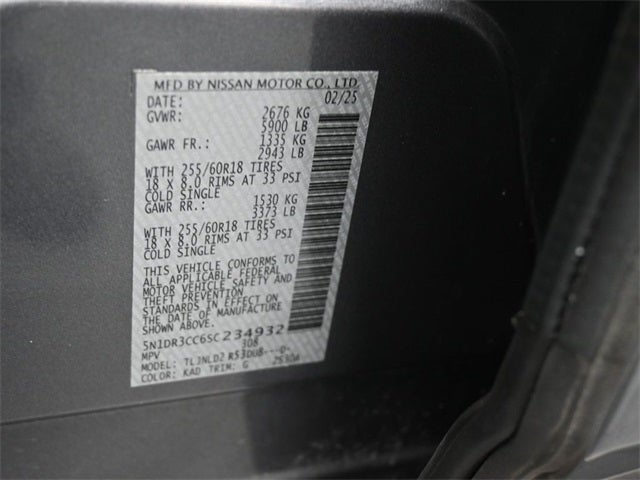 MFD BY NISSAN MOTOR CO., LTD.
DATE: 02/25
GVWR: 2676 KG
5900 LB
GAWR FR.: 1335 KG
2943 LB
WITH 255/60R18 TIRES
18 X 8.0 RIMS AT 33 PSI
COLD SINGLE
GAWR RR.: 1530 KG
3373 LB
WITH 255/60R18 TIRES
18 X 8.0 RIMS AT 33 PSI
COLD SINGLE
THIS VEHICLE CONFORMS TO
ALL APPLICABLE FEDERAL
MOTOR VEHICLE SAFETY AND
THEFT PREVENTION
STANDARDS IN EFFECT ON
THE DATE OF MANUFACTURE
SHOWN ABOVE.
5N1DR3CC6SC234932
MPV 308
MODEL: TLJNLD2
COLOR: KAD TRIM: G